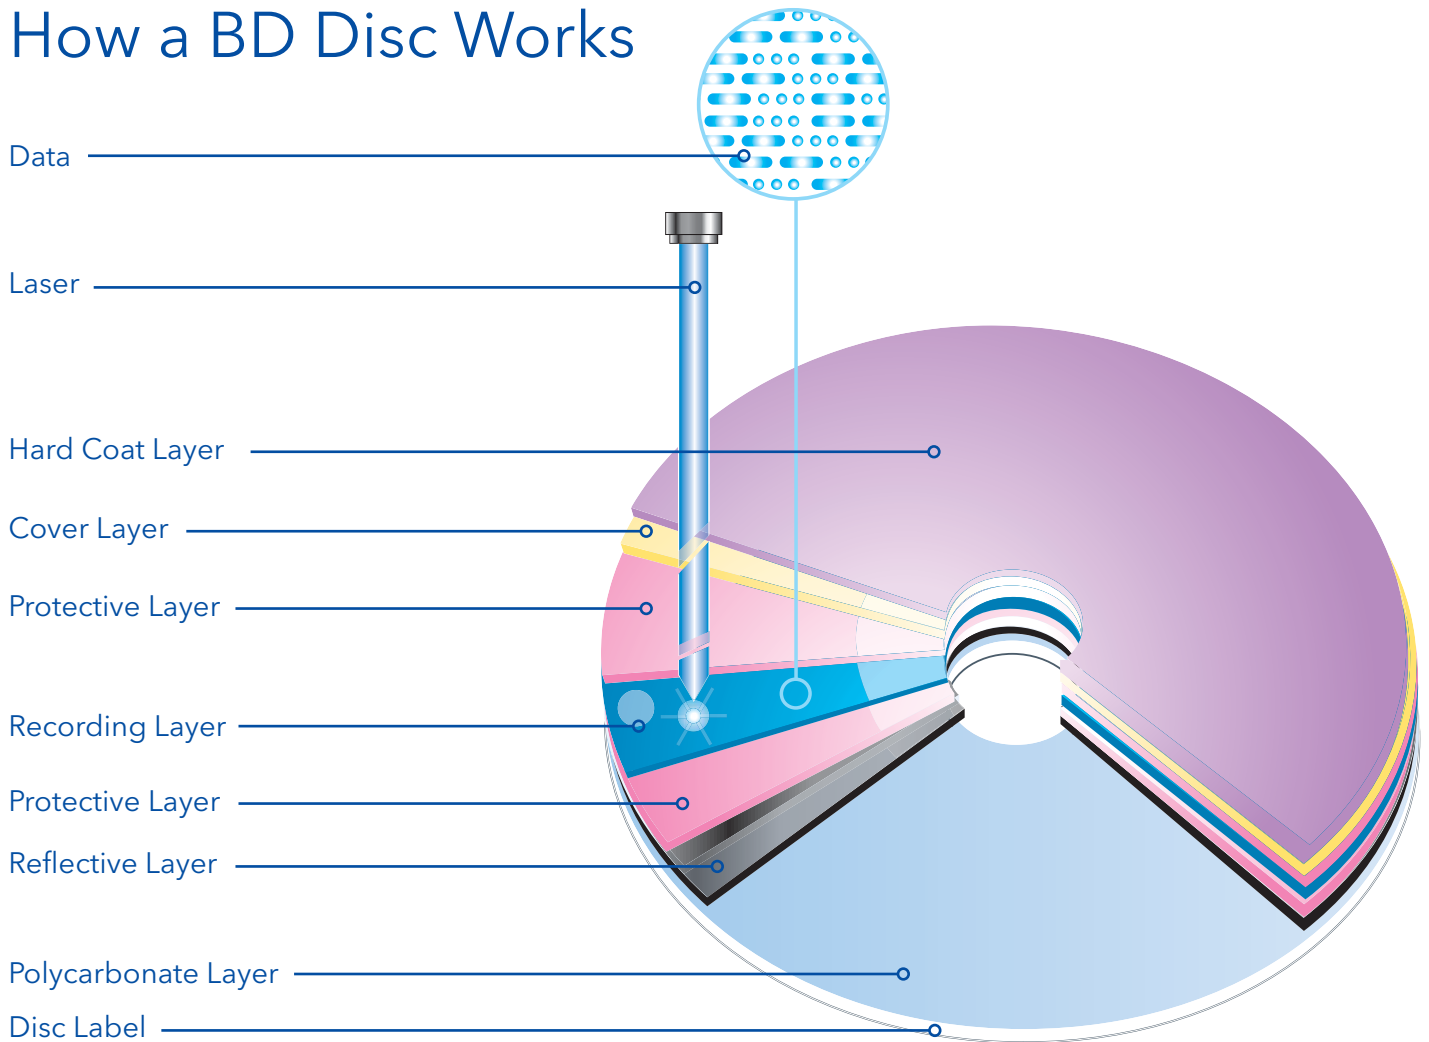 How a BD Disc Works
Data
Laser
Hard Coat Layer
Cover Layer
Protective Layer
Recording Layer
Protective Layer
Reflective Layer
Polycarbonate Layer
Disc Label